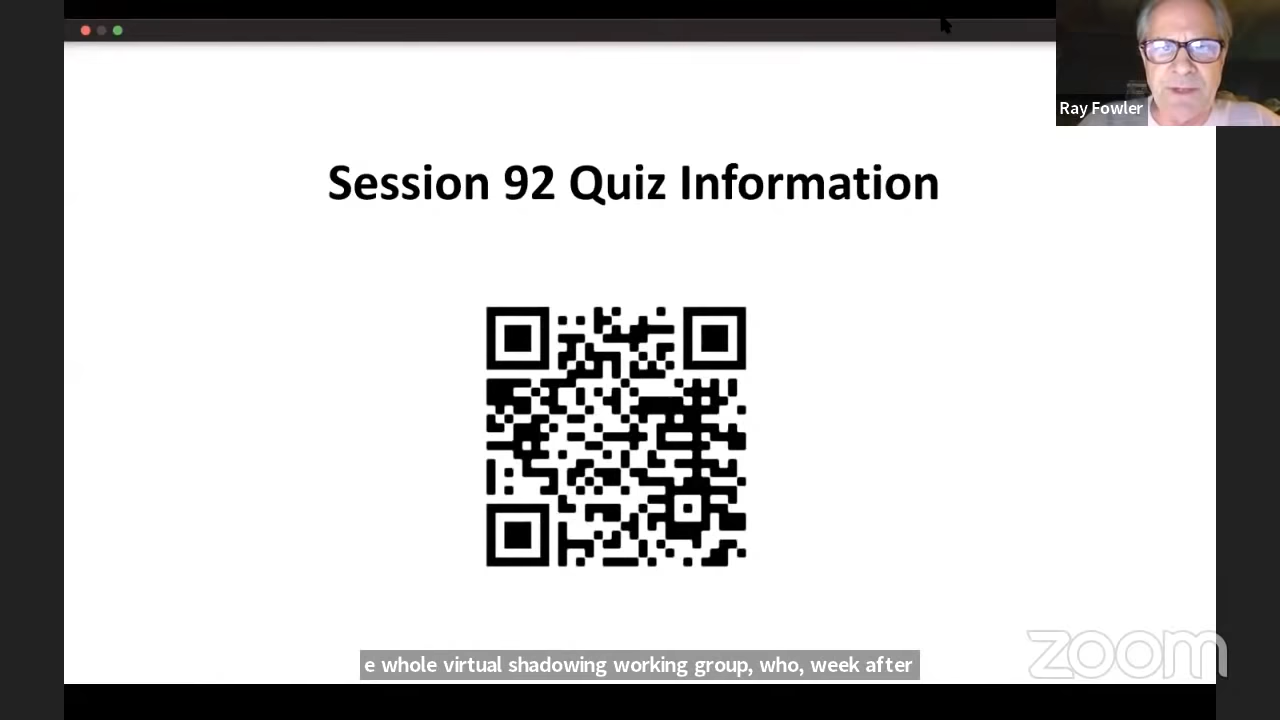 Ray Fowler
Session 92 Quiz Information
e whole virtual shadowing working group, who, week after
zoom